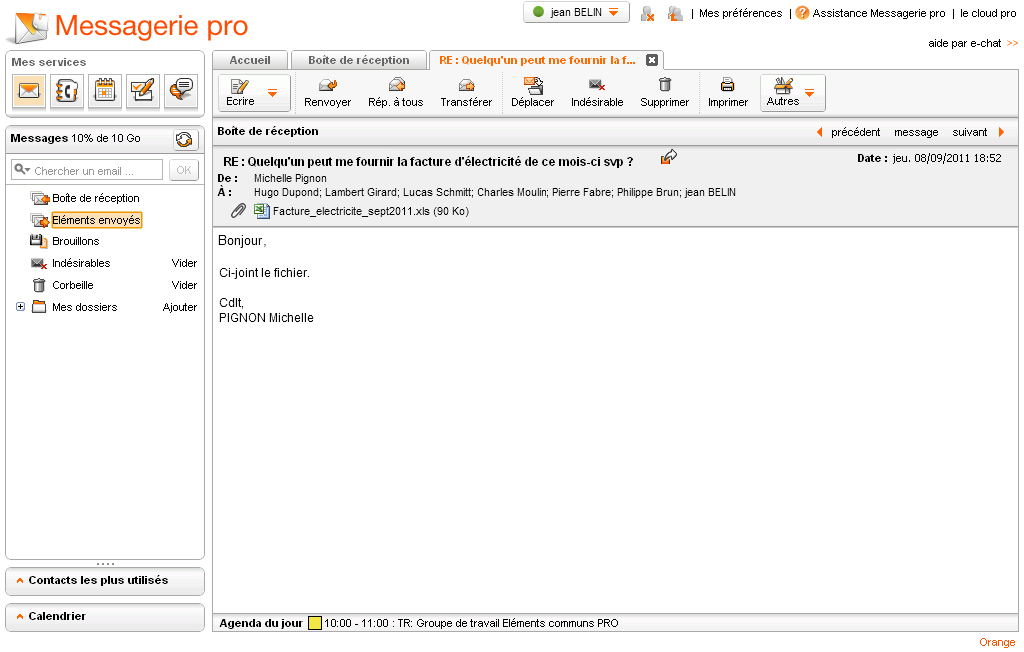 Messagerie pro
jean BELIN
| Mes préférences | Assistance Messagerie pro | le cloud pro
aide par e-chat >>
Mes services
Accueil
Boîte de réception
RE : Quelqu'un peut me fournir la f...
Ecrire
Renvoyer
Rép. à tous
Transférer
Déplacer
Indésirable
Supprimer
Imprimer
Autres
Messages 10% de 10 Go
Chercher un email ...
OK
Boîte de réception
Eléments envoyés
Brouillons
Indésirables Vider
Corbeille Vider
Mes dossiers Ajouter
Contacts les plus utilisés
Calendrier
Boîte de réception
précédent message suivant
RE : Quelqu'un peut me fournir la facture d'électricité de ce mois-ci svp ?
Date : jeu. 08/09/2011 18:52
De : Michelle Pignon
À : Hugo Dupond; Lambert Girard; Lucas Schmitt; Charles Moulin; Pierre Fabre; Philippe Brun; jean BELIN
Facture_electricite_sept2011.xls (90 Ko)
Bonjour,
Ci-joint le fichier.
Cdlt,
PIGNON Michelle
Agenda du jour 10:00 - 11:00 : TR: Groupe de travail Eléments communs PRO
Orange